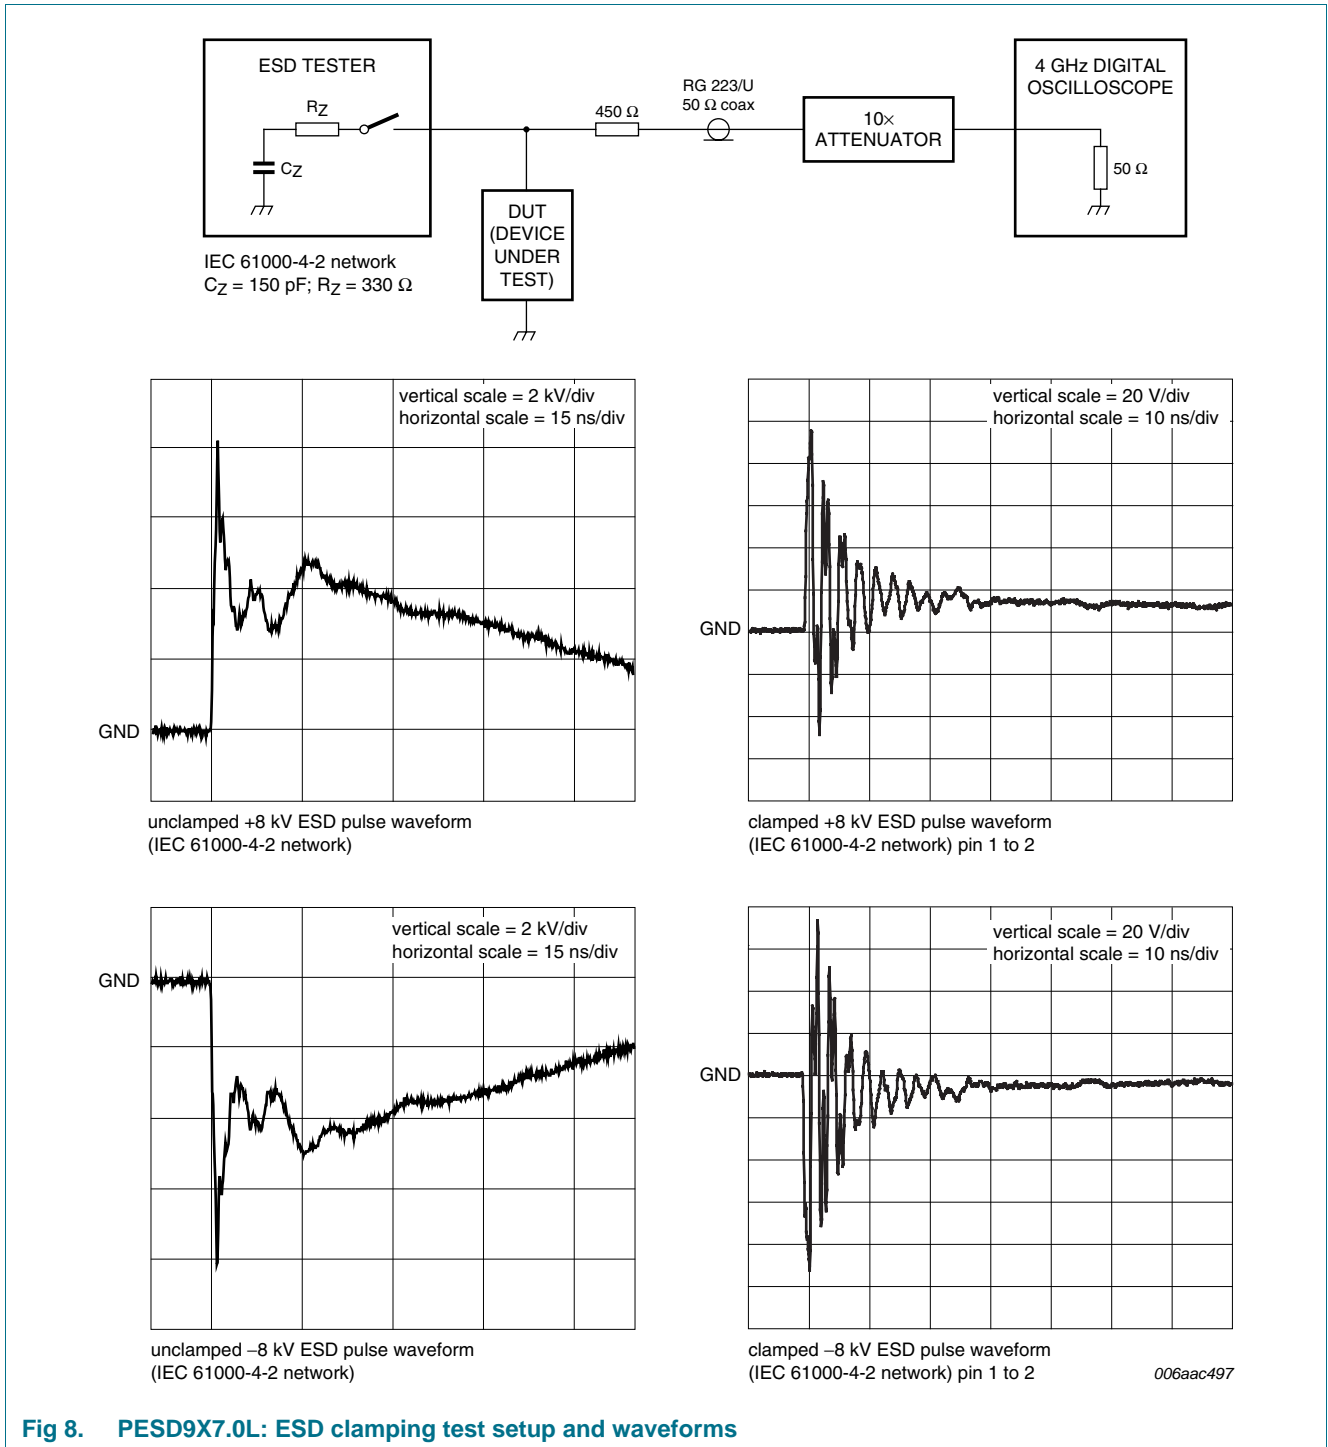 ESD TESTER
RZ
CZ
IEC 61000-4-2 network
CZ = 150 pF; RZ = 330 Ω
450 Ω
RG 223/U
50 Ω coax
10×
ATTENUATOR
4 GHz DIGITAL
OSCILLOSCOPE
50 Ω
DUT
(DEVICE
UNDER
TEST)
vertical scale = 2 kV/div
horizontal scale = 15 ns/div
GND
unclamped +8 kV ESD pulse waveform
(IEC 61000-4-2 network)
vertical scale = 20 V/div
horizontal scale = 10 ns/div
GND
clamped +8 kV ESD pulse waveform
(IEC 61000-4-2 network) pin 1 to 2
vertical scale = 2 kV/div
horizontal scale = 15 ns/div
GND
unclamped −8 kV ESD pulse waveform
(IEC 61000-4-2 network)
vertical scale = 20 V/div
horizontal scale = 10 ns/div
GND
clamped −8 kV ESD pulse waveform
(IEC 61000-4-2 network) pin 1 to 2
006aac497
Fig 8. PESD9X7.0L: ESD clamping test setup and waveforms